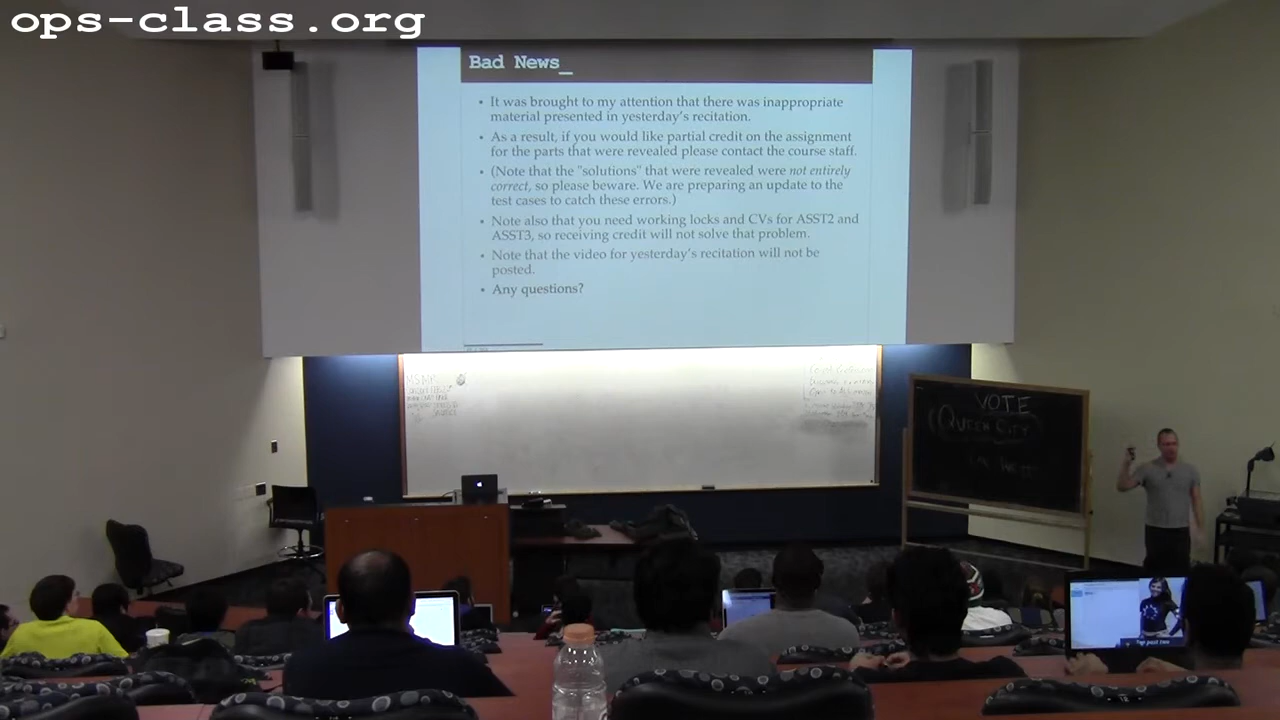 ops-class.org
Bad News_
• It was brought to my attention that there was inappropriate
material presented in yesterday's recitation.
• As a result, if you would like partial credit on the assignment
for the parts that were revealed please contact the course staff.
• (Note that the "solutions" that were revealed were not entirely
correct, so please beware. We are preparing an update to the
test cases to catch these errors.)
• Note also that you need working locks and CVs for ASST2 and
ASST3, so receiving credit will not solve that problem.
• Note that the video for yesterday's recitation will not be
posted.
• Any questions?
VOTE
(QUEEN CITY